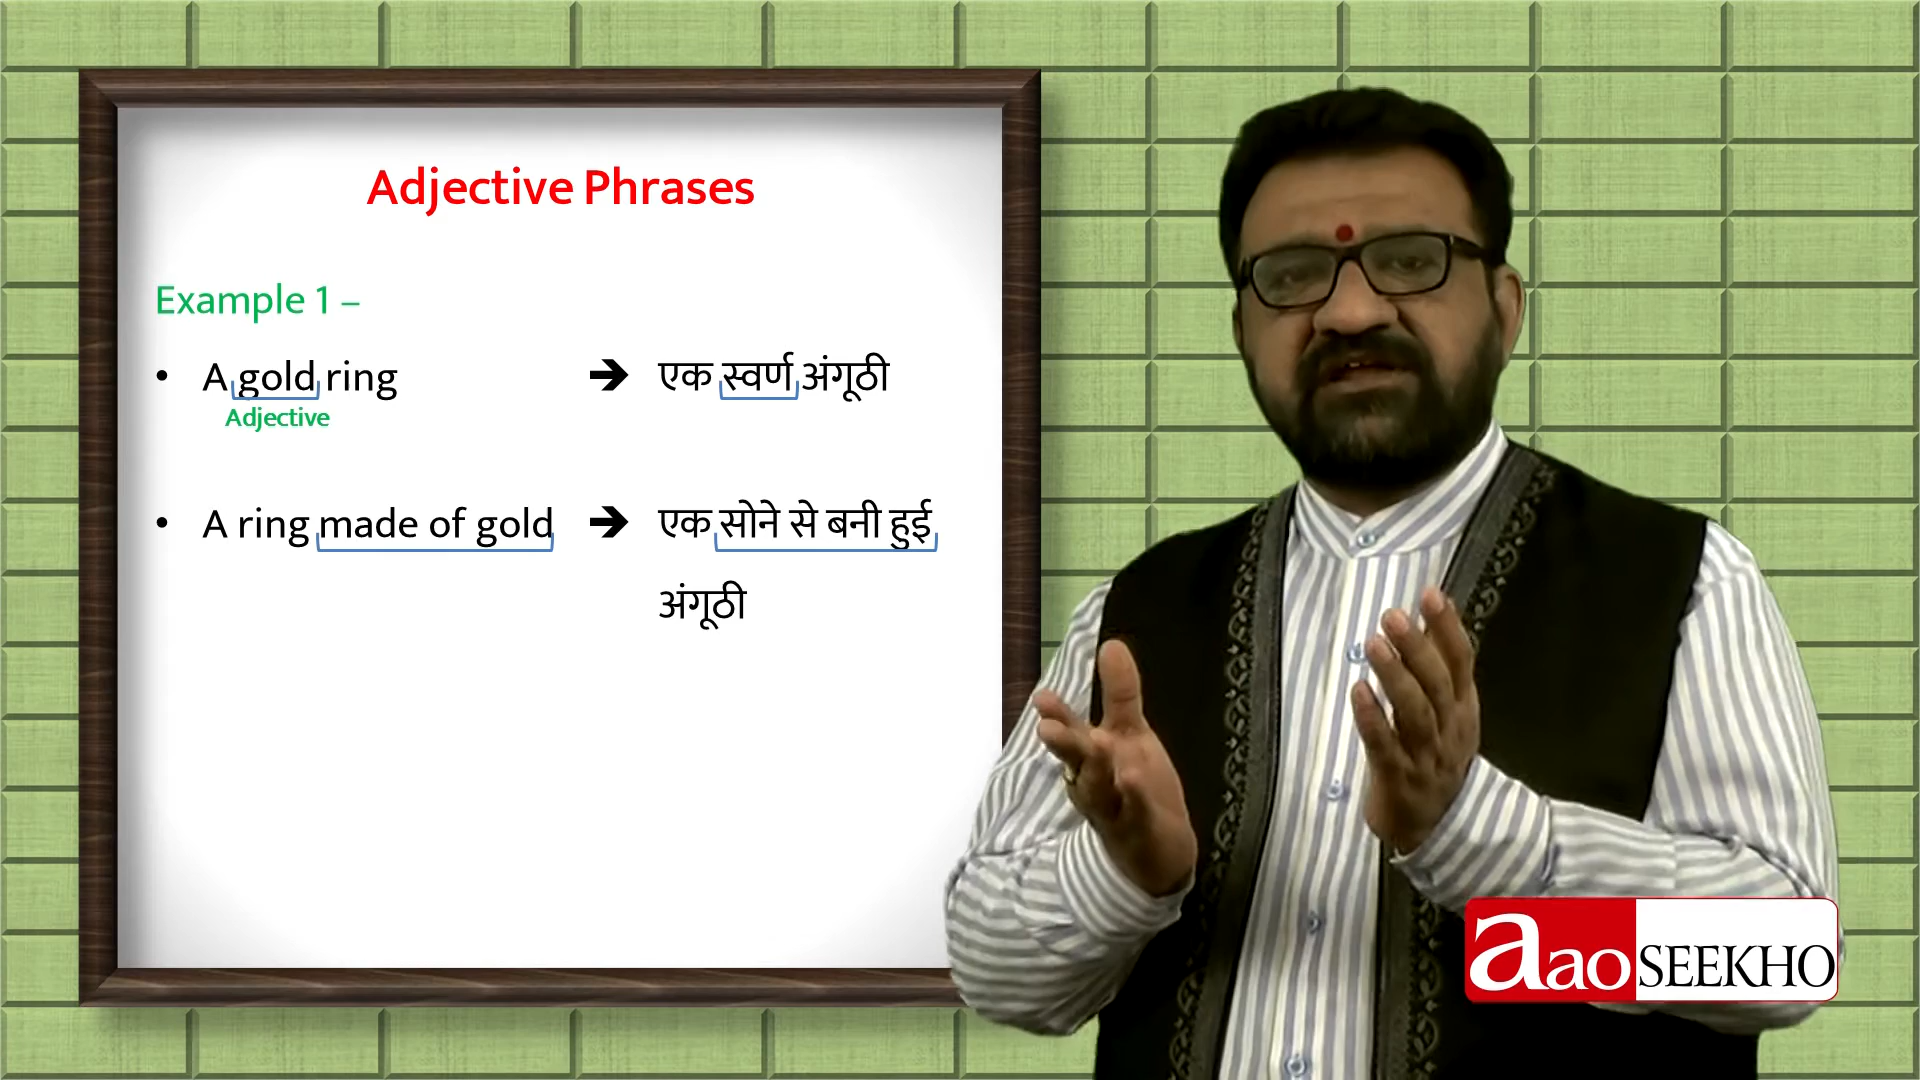 Adjective Phrases
Example 1 –
• A gold ring ➔ एक स्वर्ण अंगूठी
Adjective
• A ring made of gold ➔ एक सोने से बनी हुई
अंगूठी
aao SEEKHO